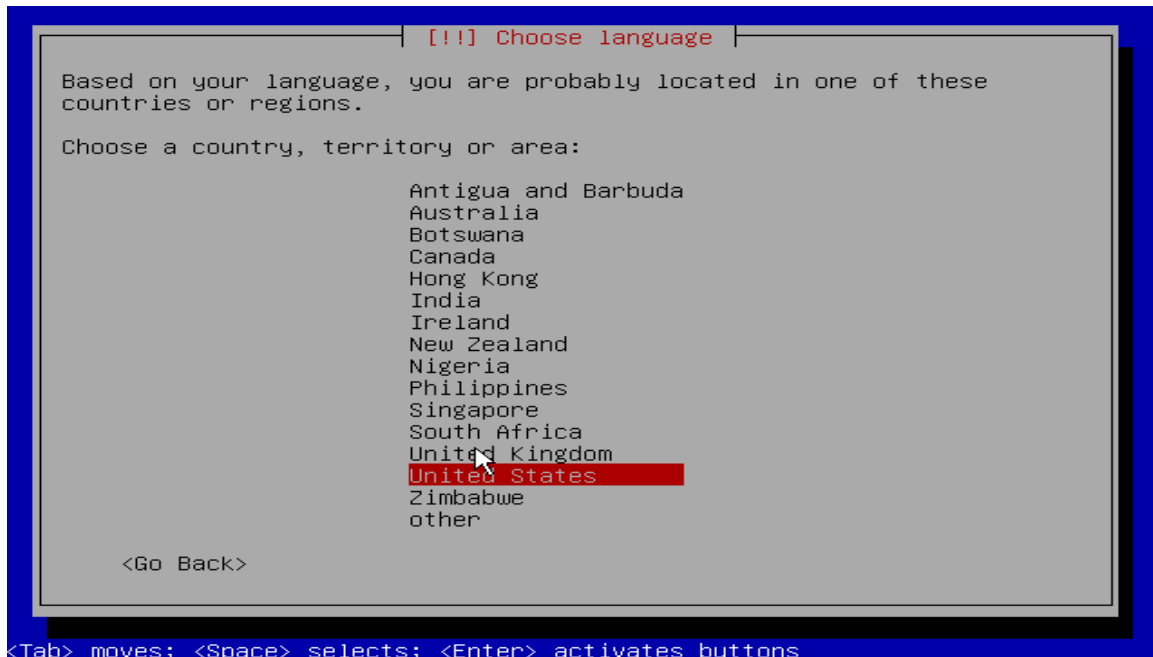 [!!] Choose language
Based on your language, you are probably located in one of these
countries or regions.
Choose a country, territory or area:
Antigua and Barbuda
Australia
Botswana
Canada
Hong Kong
India
Ireland
New Zealand
Nigeria
Philippines
Singapore
South Africa
United Kingdom
United States
Zimbabwe
other
<Go Back>
<Tab> moves; <Space> selects; <Enter> activates buttons